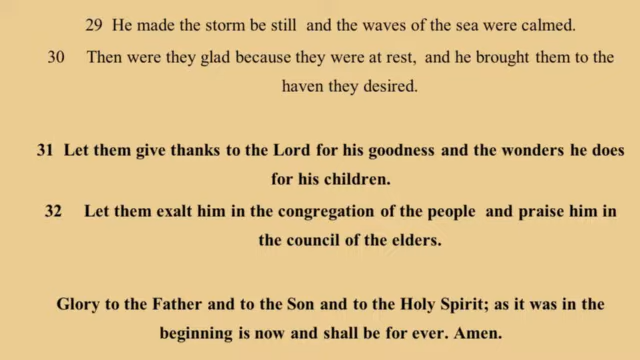 29 He made the storm be still and the waves of the sea were calmed.
30 Then were they glad because they were at rest, and he brought them to the
haven they desired.
31 Let them give thanks to the Lord for his goodness and the wonders he does
for his children.
32 Let them exalt him in the congregation of the people and praise him in
the council of the elders.
Glory to the Father and to the Son and to the Holy Spirit; as it was in the
beginning is now and shall be for ever. Amen.